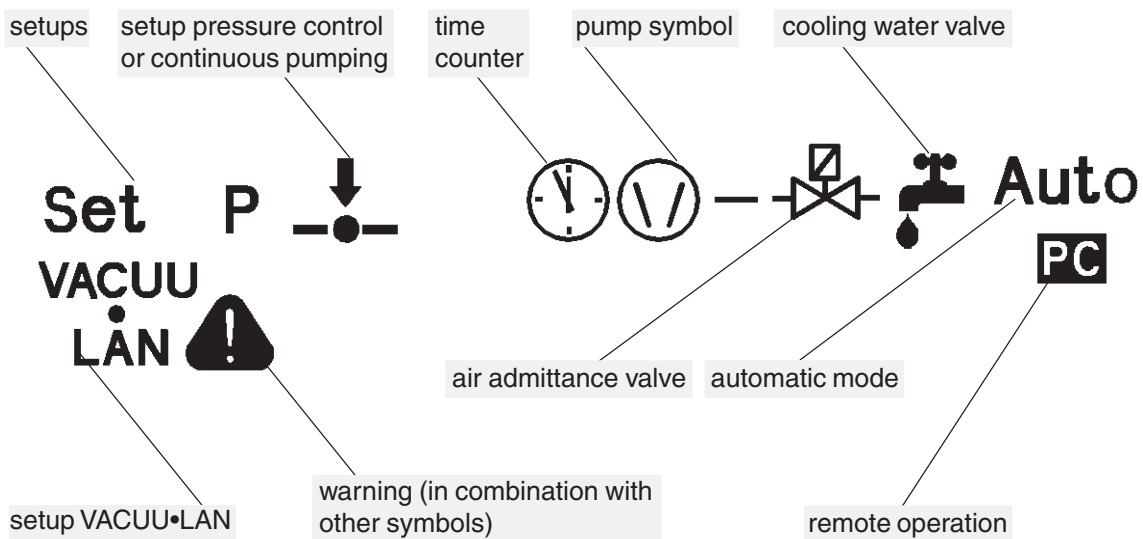 setups
setup pressure control
or continuous pumping
time
counter
pump symbol
cooling water valve
Set P
Auto
VACUU
LAN
PC
air admittance valve
automatic mode
setup VACUU•LAN
warning (in combination with
other symbols)
remote operation